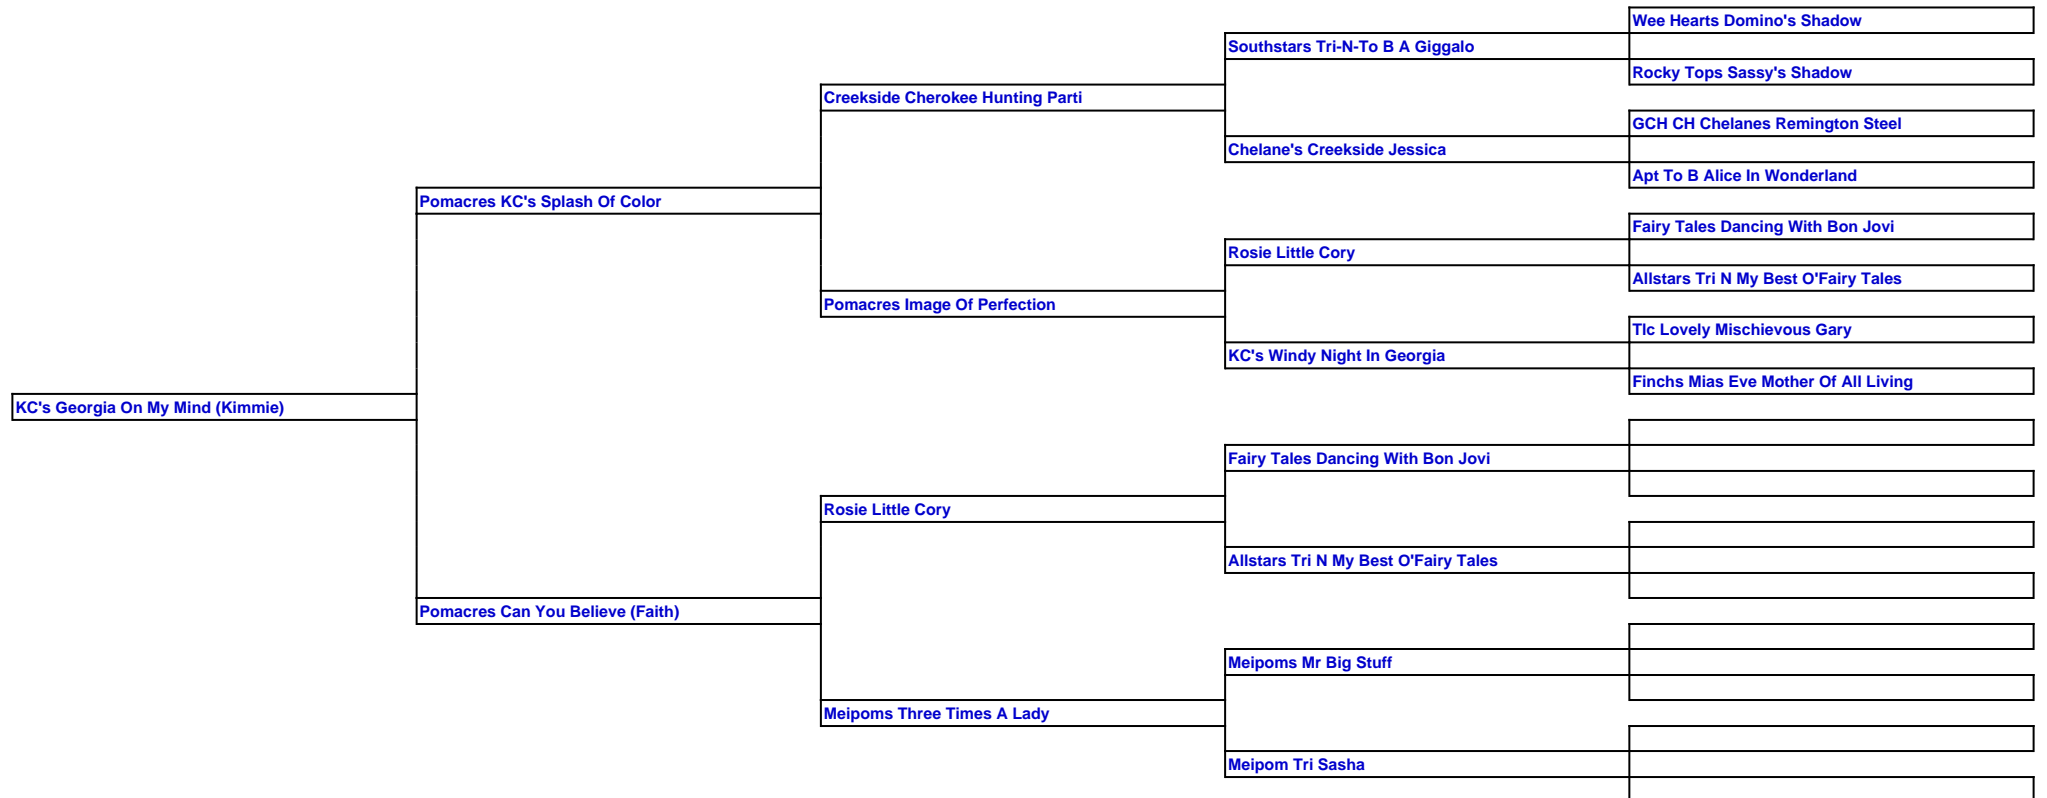 Wee Hearts Domino's Shadow
Southstars Tri-N-To B A Giggalo
Rocky Tops Sassy's Shadow
Creekside Cherokee Hunting Parti
GCH CH Chelanes Remington Steel
Chelane's Creekside Jessica
Apt To B Alice In Wonderland
Pomacres KC's Splash Of Color
Fairy Tales Dancing With Bon Jovi
Rosie Little Cory
Allstars Tri N My Best O'Fairy Tales
Pomacres Image Of Perfection
Tlc Lovely Mischievous Gary
KC's Windy Night In Georgia
Finchs Mias Eve Mother Of All Living
KC's Georgia On My Mind (Kimmie)
Fairy Tales Dancing With Bon Jovi
Rosie Little Cory
Allstars Tri N My Best O'Fairy Tales
Pomacres Can You Believe (Faith)
Meipoms Mr Big Stuff
Meipoms Three Times A Lady
Meipom Tri Sasha